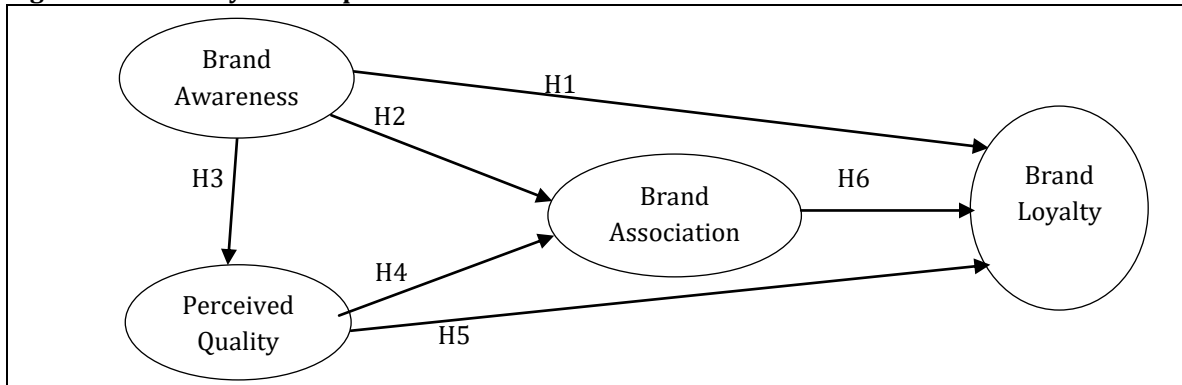 Brand
Awareness
H1
H2
H3
Brand
Association
H6
Brand
Loyalty
H4
Perceived
Quality
H5